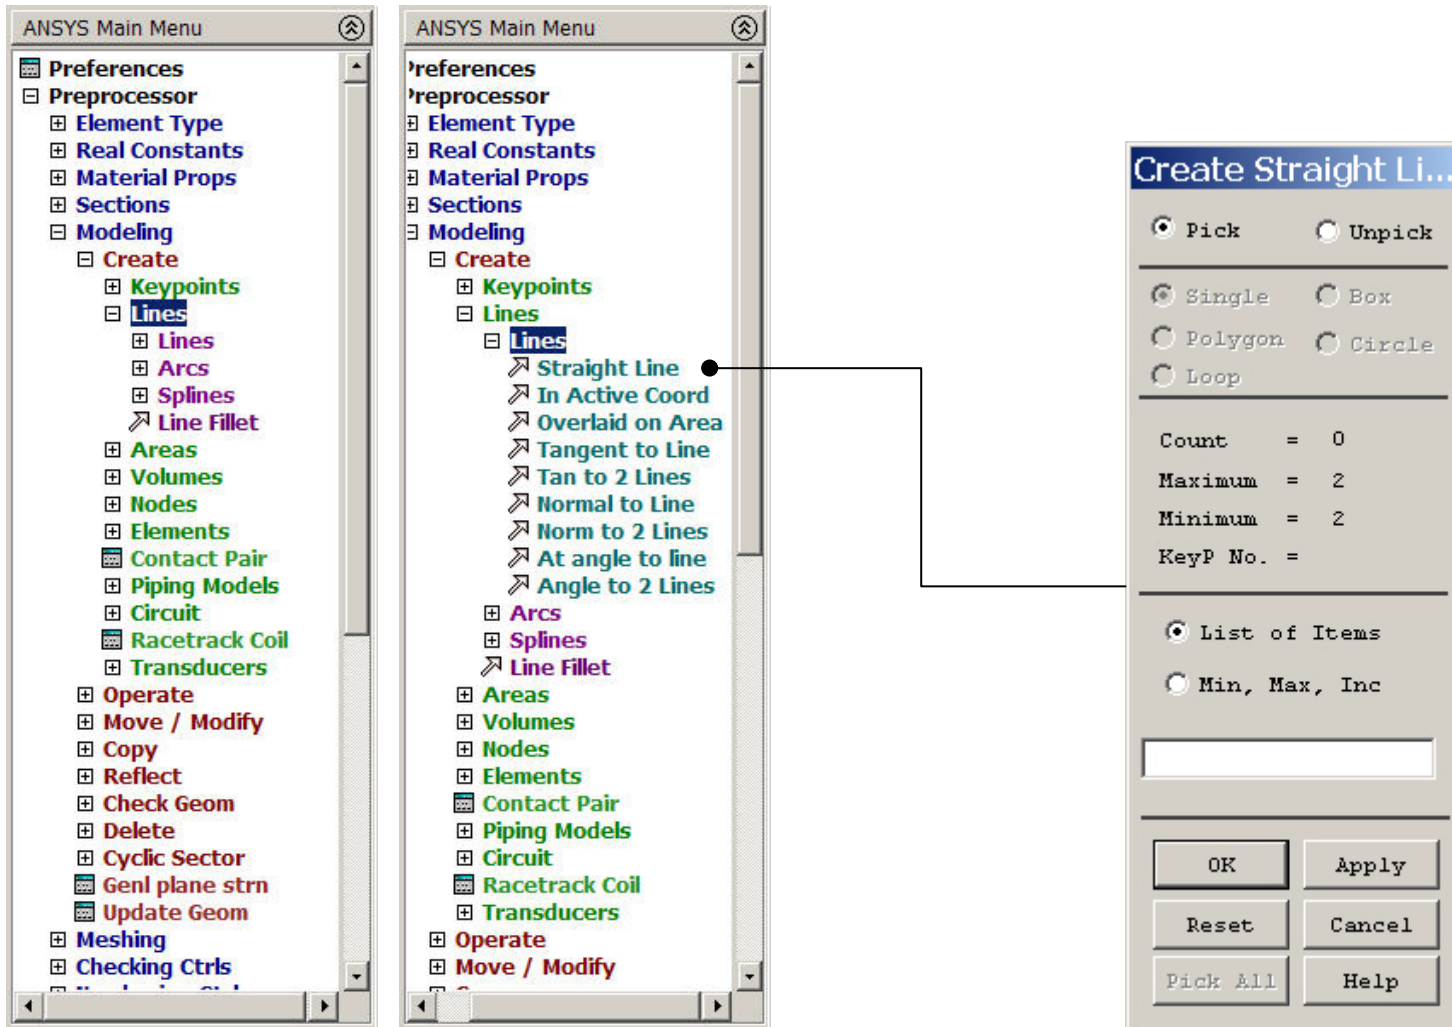 ANSYS Main Menu
Preferences
Preprocessor
Element Type
Real Constants
Material Props
Sections
Modeling
Create
Keypoints
Lines
Lines
Arcs
Splines
Line Fillet
Areas
Volumes
Nodes
Elements
Contact Pair
Piping Models
Circuit
Racetrack Coil
Transducers
Operate
Move / Modify
Copy
Reflect
Check Geom
Delete
Cyclic Sector
Genl plane strn
Update Geom
Meshing
Checking Ctrls
ANSYS Main Menu
references
reprocessor
Element Type
Real Constants
Material Props
Sections
Modeling
Create
Keypoints
Lines
Lines
Straight Line
In Active Coord
Overlaid on Area
Tangent to Line
Tan to 2 Lines
Normal to Line
Norm to 2 Lines
At angle to line
Angle to 2 Lines
Arcs
Splines
Line Fillet
Areas
Volumes
Nodes
Elements
Contact Pair
Piping Models
Circuit
Racetrack Coil
Transducers
Operate
Move / Modify
Create Straight Li...
Pick Unpick
Single Box
Polygon Circle
Loop
Count = 0
Maximum = 2
Minimum = 2
KeyP No. =
List of Items
Min, Max, Inc
OK Apply
Reset Cancel
Pick All Help